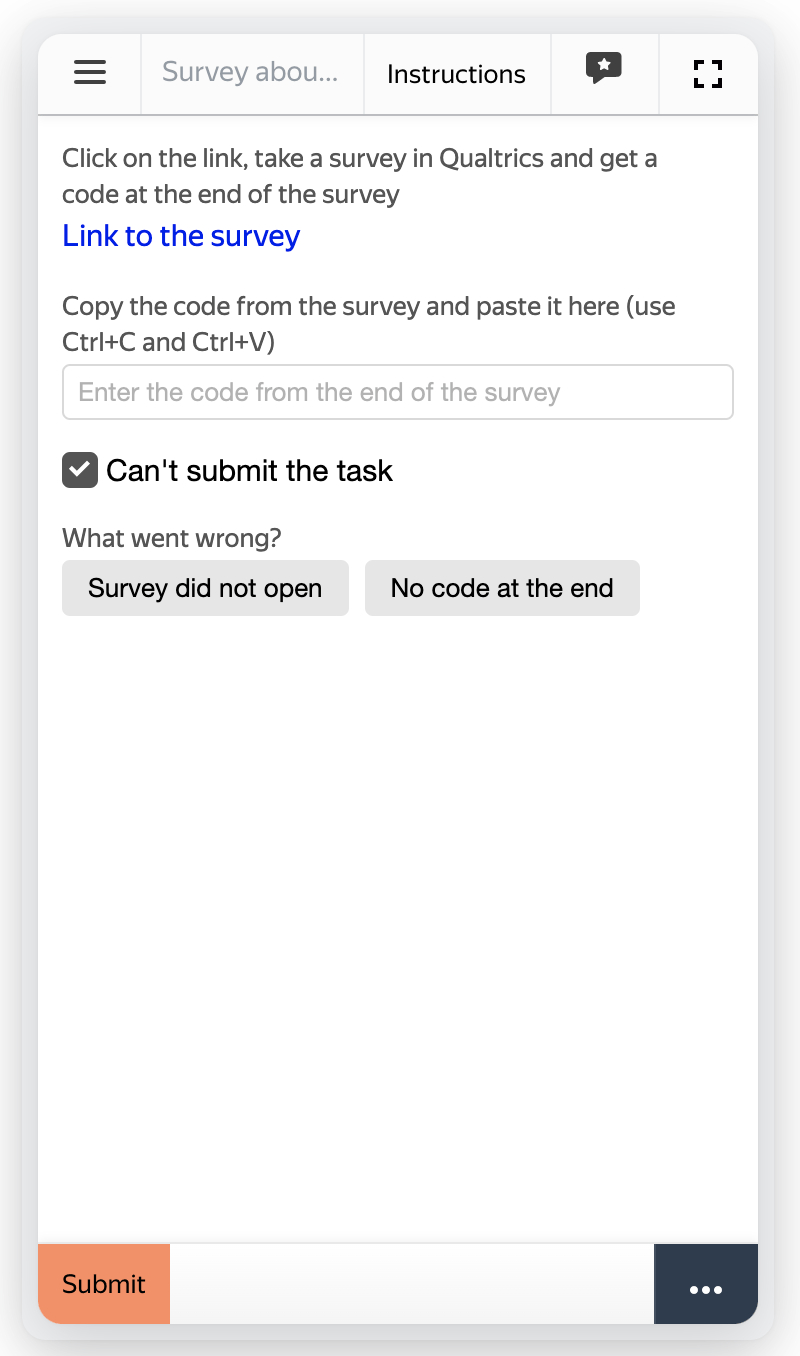 Survey abou...
Instructions
Click on the link, take a survey in Qualtrics and get a
code at the end of the survey
Link to the survey
Copy the code from the survey and paste it here (use
Ctrl+C and Ctrl+V)
Enter the code from the end of the survey
Can't submit the task
What went wrong?
Survey did not open
No code at the end
Submit